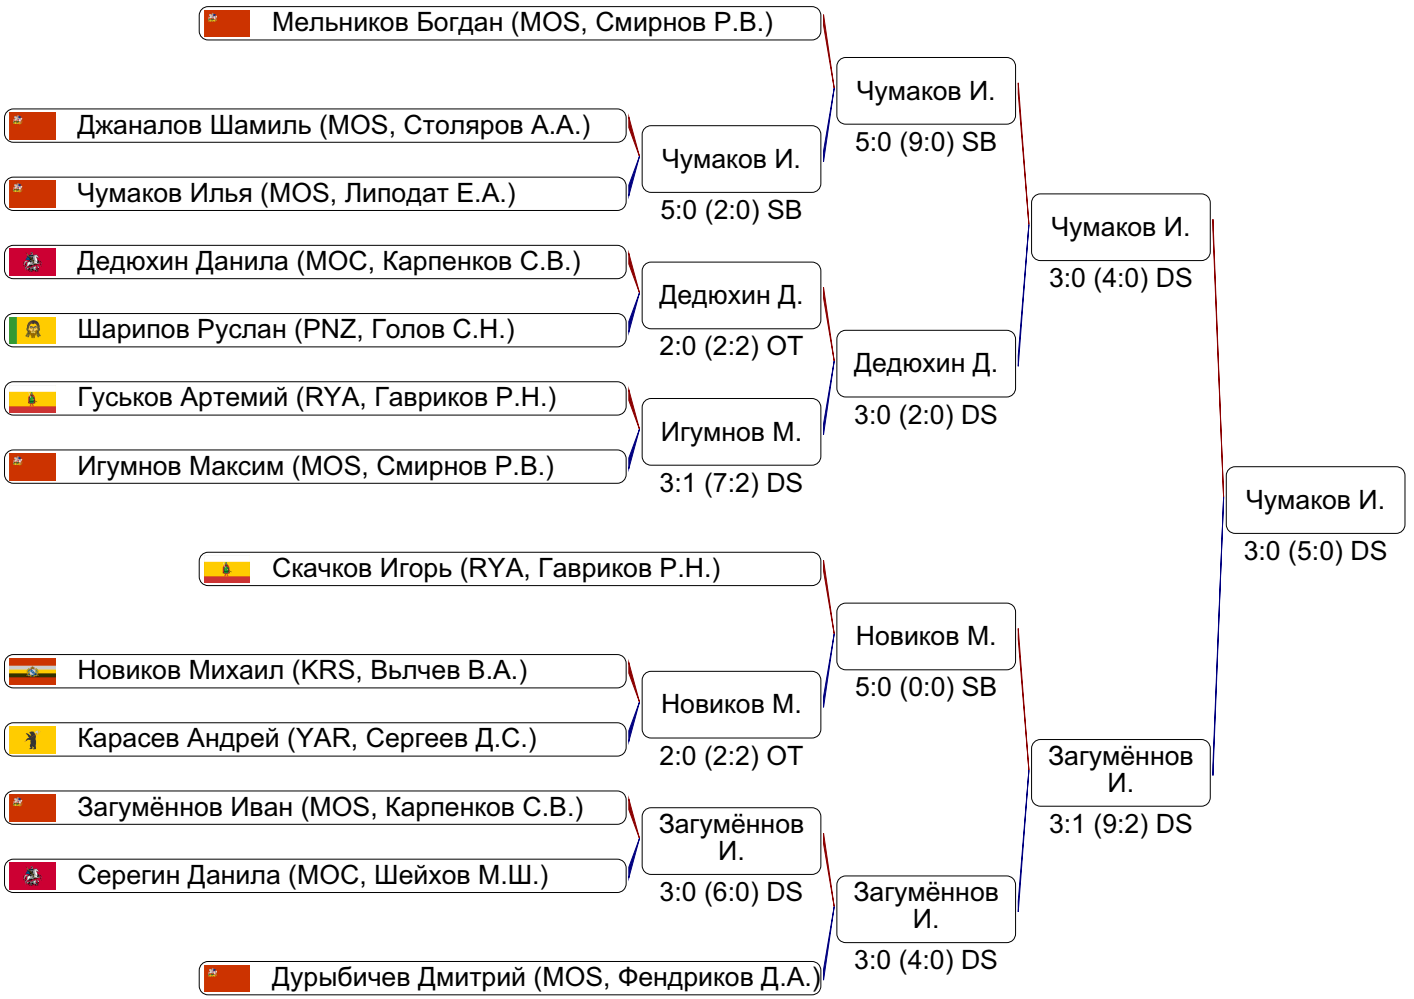 Мельников Богдан (MOS, Смирнов Р.В.)
Чумаков И.
5:0 (9:0) SB
Джаналов Шамиль (MOS, Столяров А.А.)
Чумаков И.
5:0 (2:0) SB
Чумаков Илья (MOS, Липодат Е.А.)
Чумаков И.
3:0 (4:0) DS
Дедюхин Данила (МОС, Карпенков С.В.)
Дедюхин Д.
2:0 (2:2) OT
Шарипов Руслан (PNZ, Голов С.Н.)
Дедюхин Д.
3:0 (2:0) DS
Гуськов Артемий (RYA, Гавриков Р.Н.)
Игумнов М.
3:1 (7:2) DS
Игумнов Максим (MOS, Смирнов Р.В.)
Чумаков И.
3:0 (5:0) DS
Скачков Игорь (RYA, Гавриков Р.Н.)
Новиков М.
5:0 (0:0) SB
Новиков Михаил (KRS, Вьлчев В.А.)
Новиков М.
2:0 (2:2) OT
Карасев Андрей (YAR, Сергеев Д.С.)
Загумённов
И.
3:1 (9:2) DS
Загумённов Иван (MOS, Карпенков С.В.)
Загумённов
И.
3:0 (6:0) DS
Серегин Данила (МОС, Шейхов М.Ш.)
Загумённов
И.
3:0 (4:0) DS
Дурыбичев Дмитрий (MOS, Фендриков Д.А.)